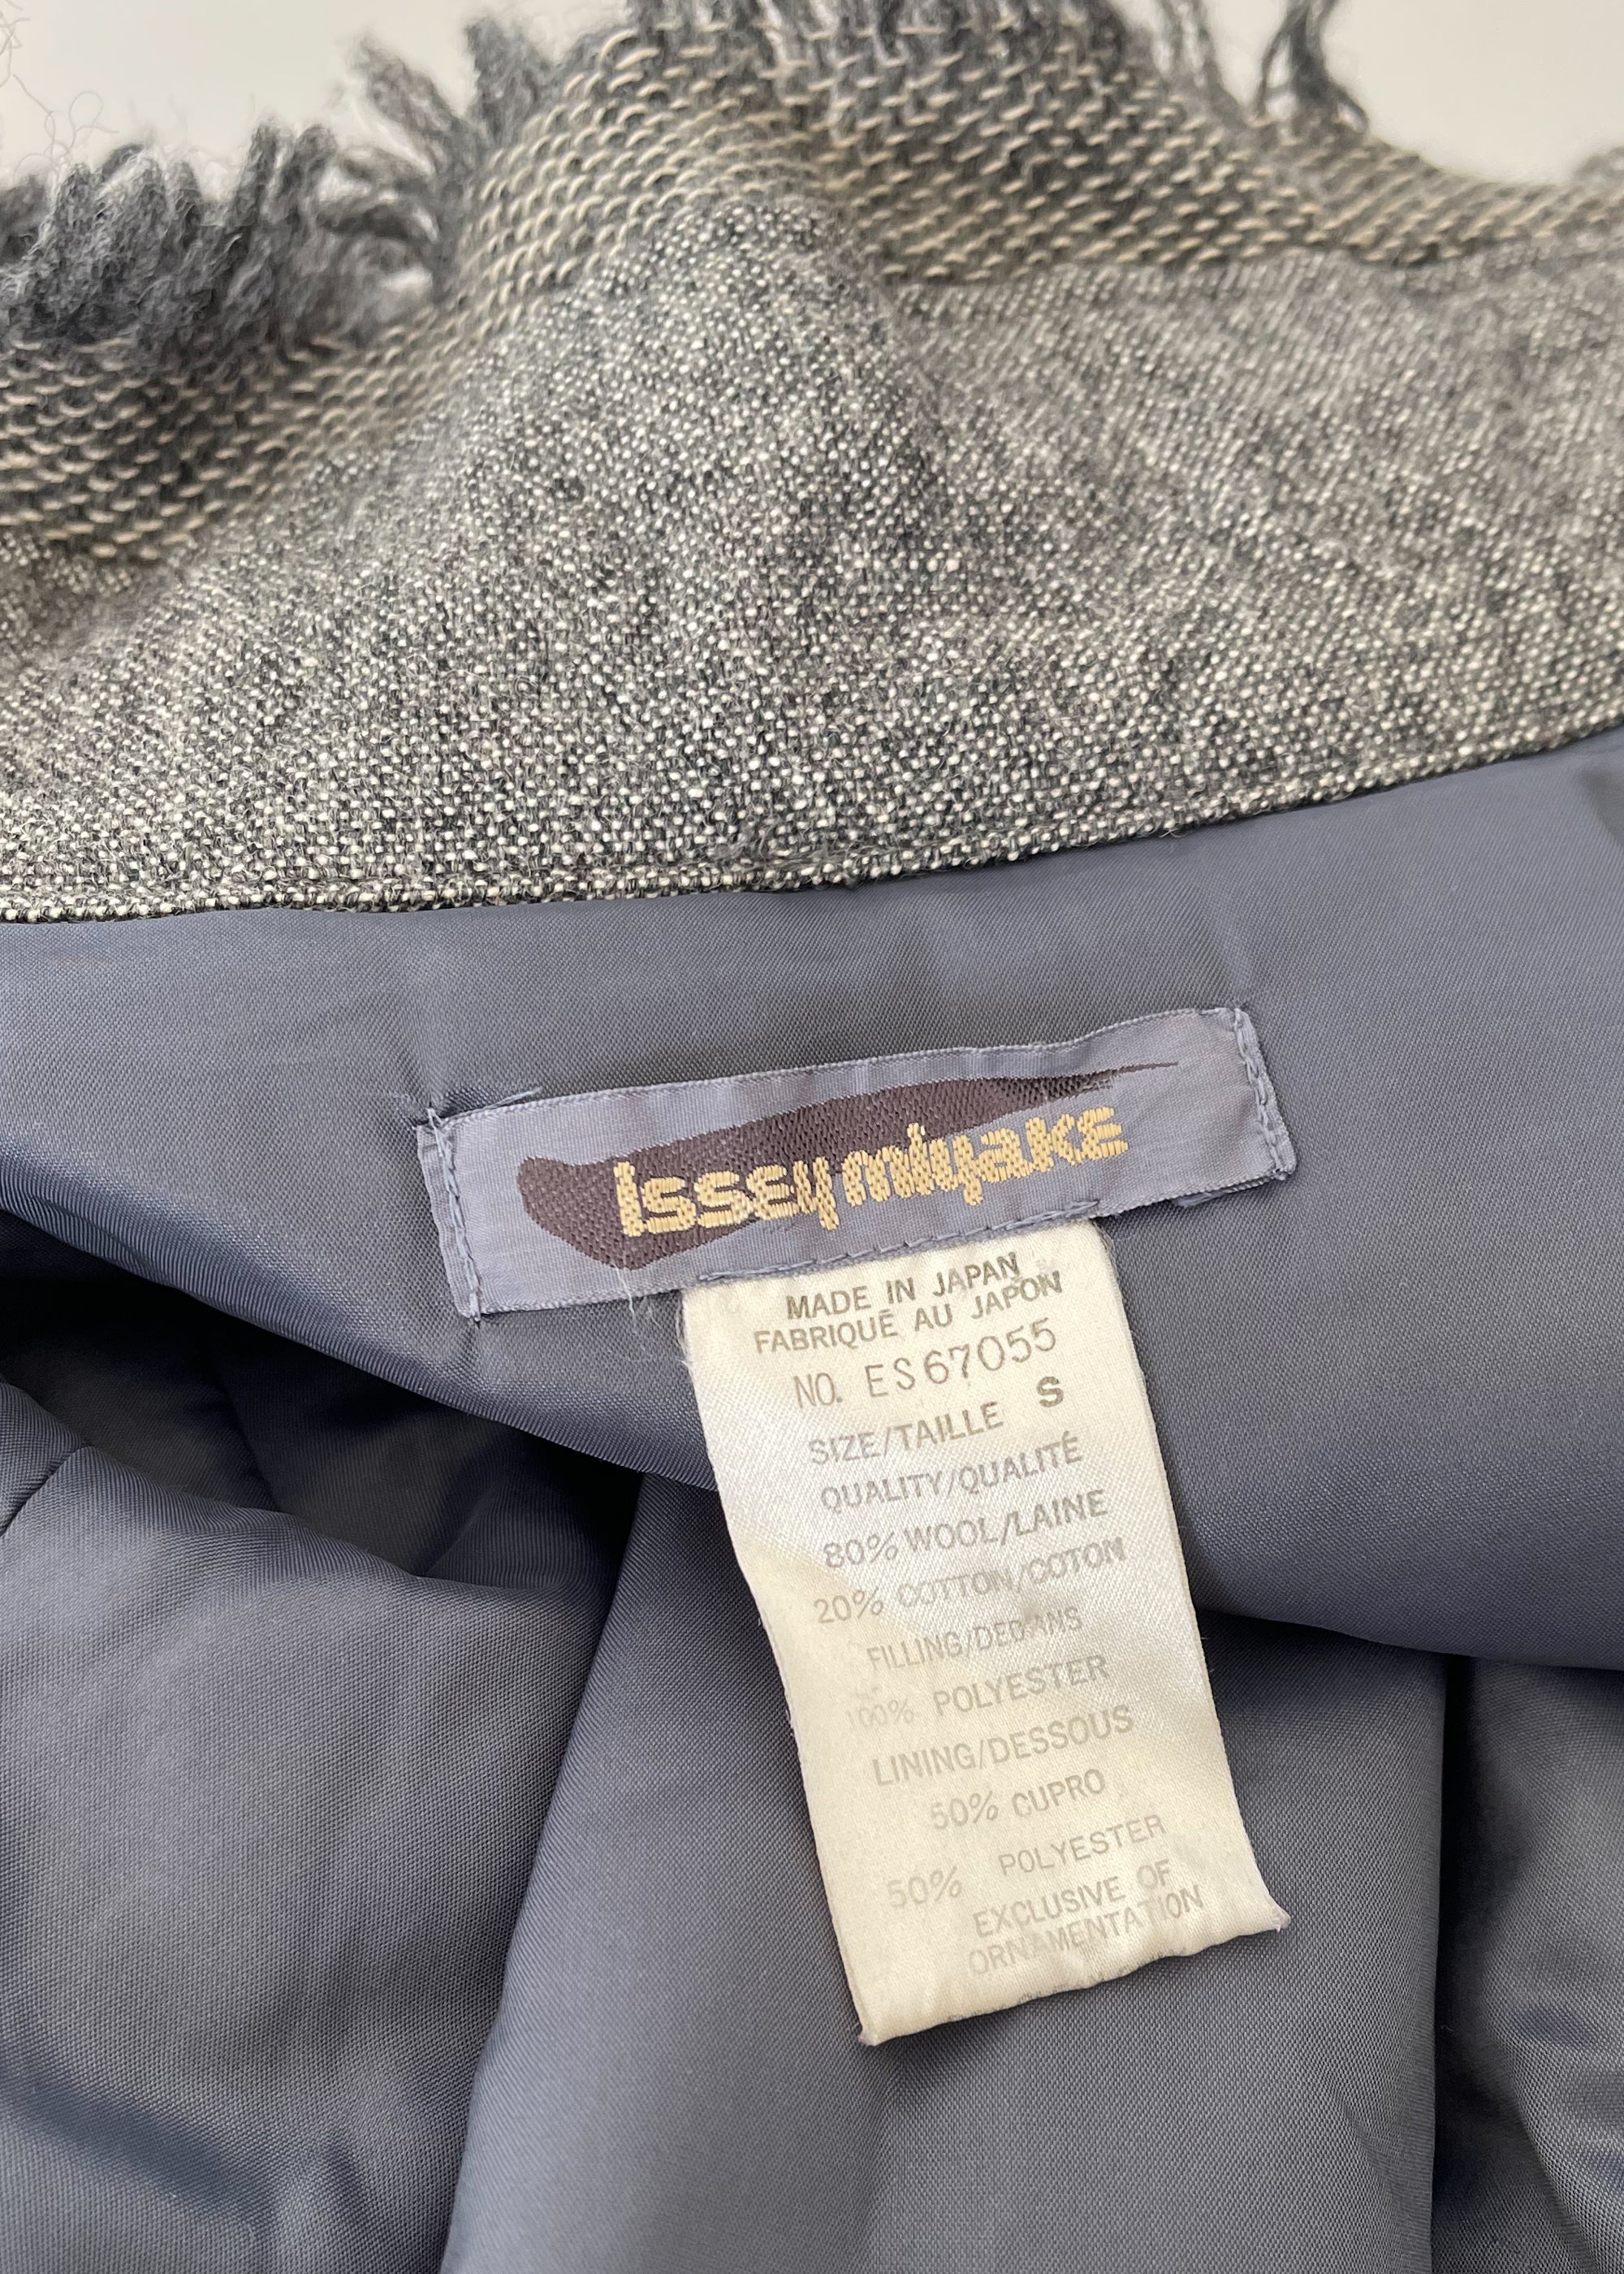 ISSEY miyAKE
MADE IN JAPAN
FABRIQUÉ AU JAPON
NO. ES67055
SIZE/TAILLE S
QUALITY/QUALITÉ
80% WOOL/LAINE
20% COTTON/COTON
FILLING/DEDANS
100% POLYESTER
LINING/DESSOUS
50% CUPRO
50% POLYESTER
EXCLUSIVE OF
ORNAMENTATION